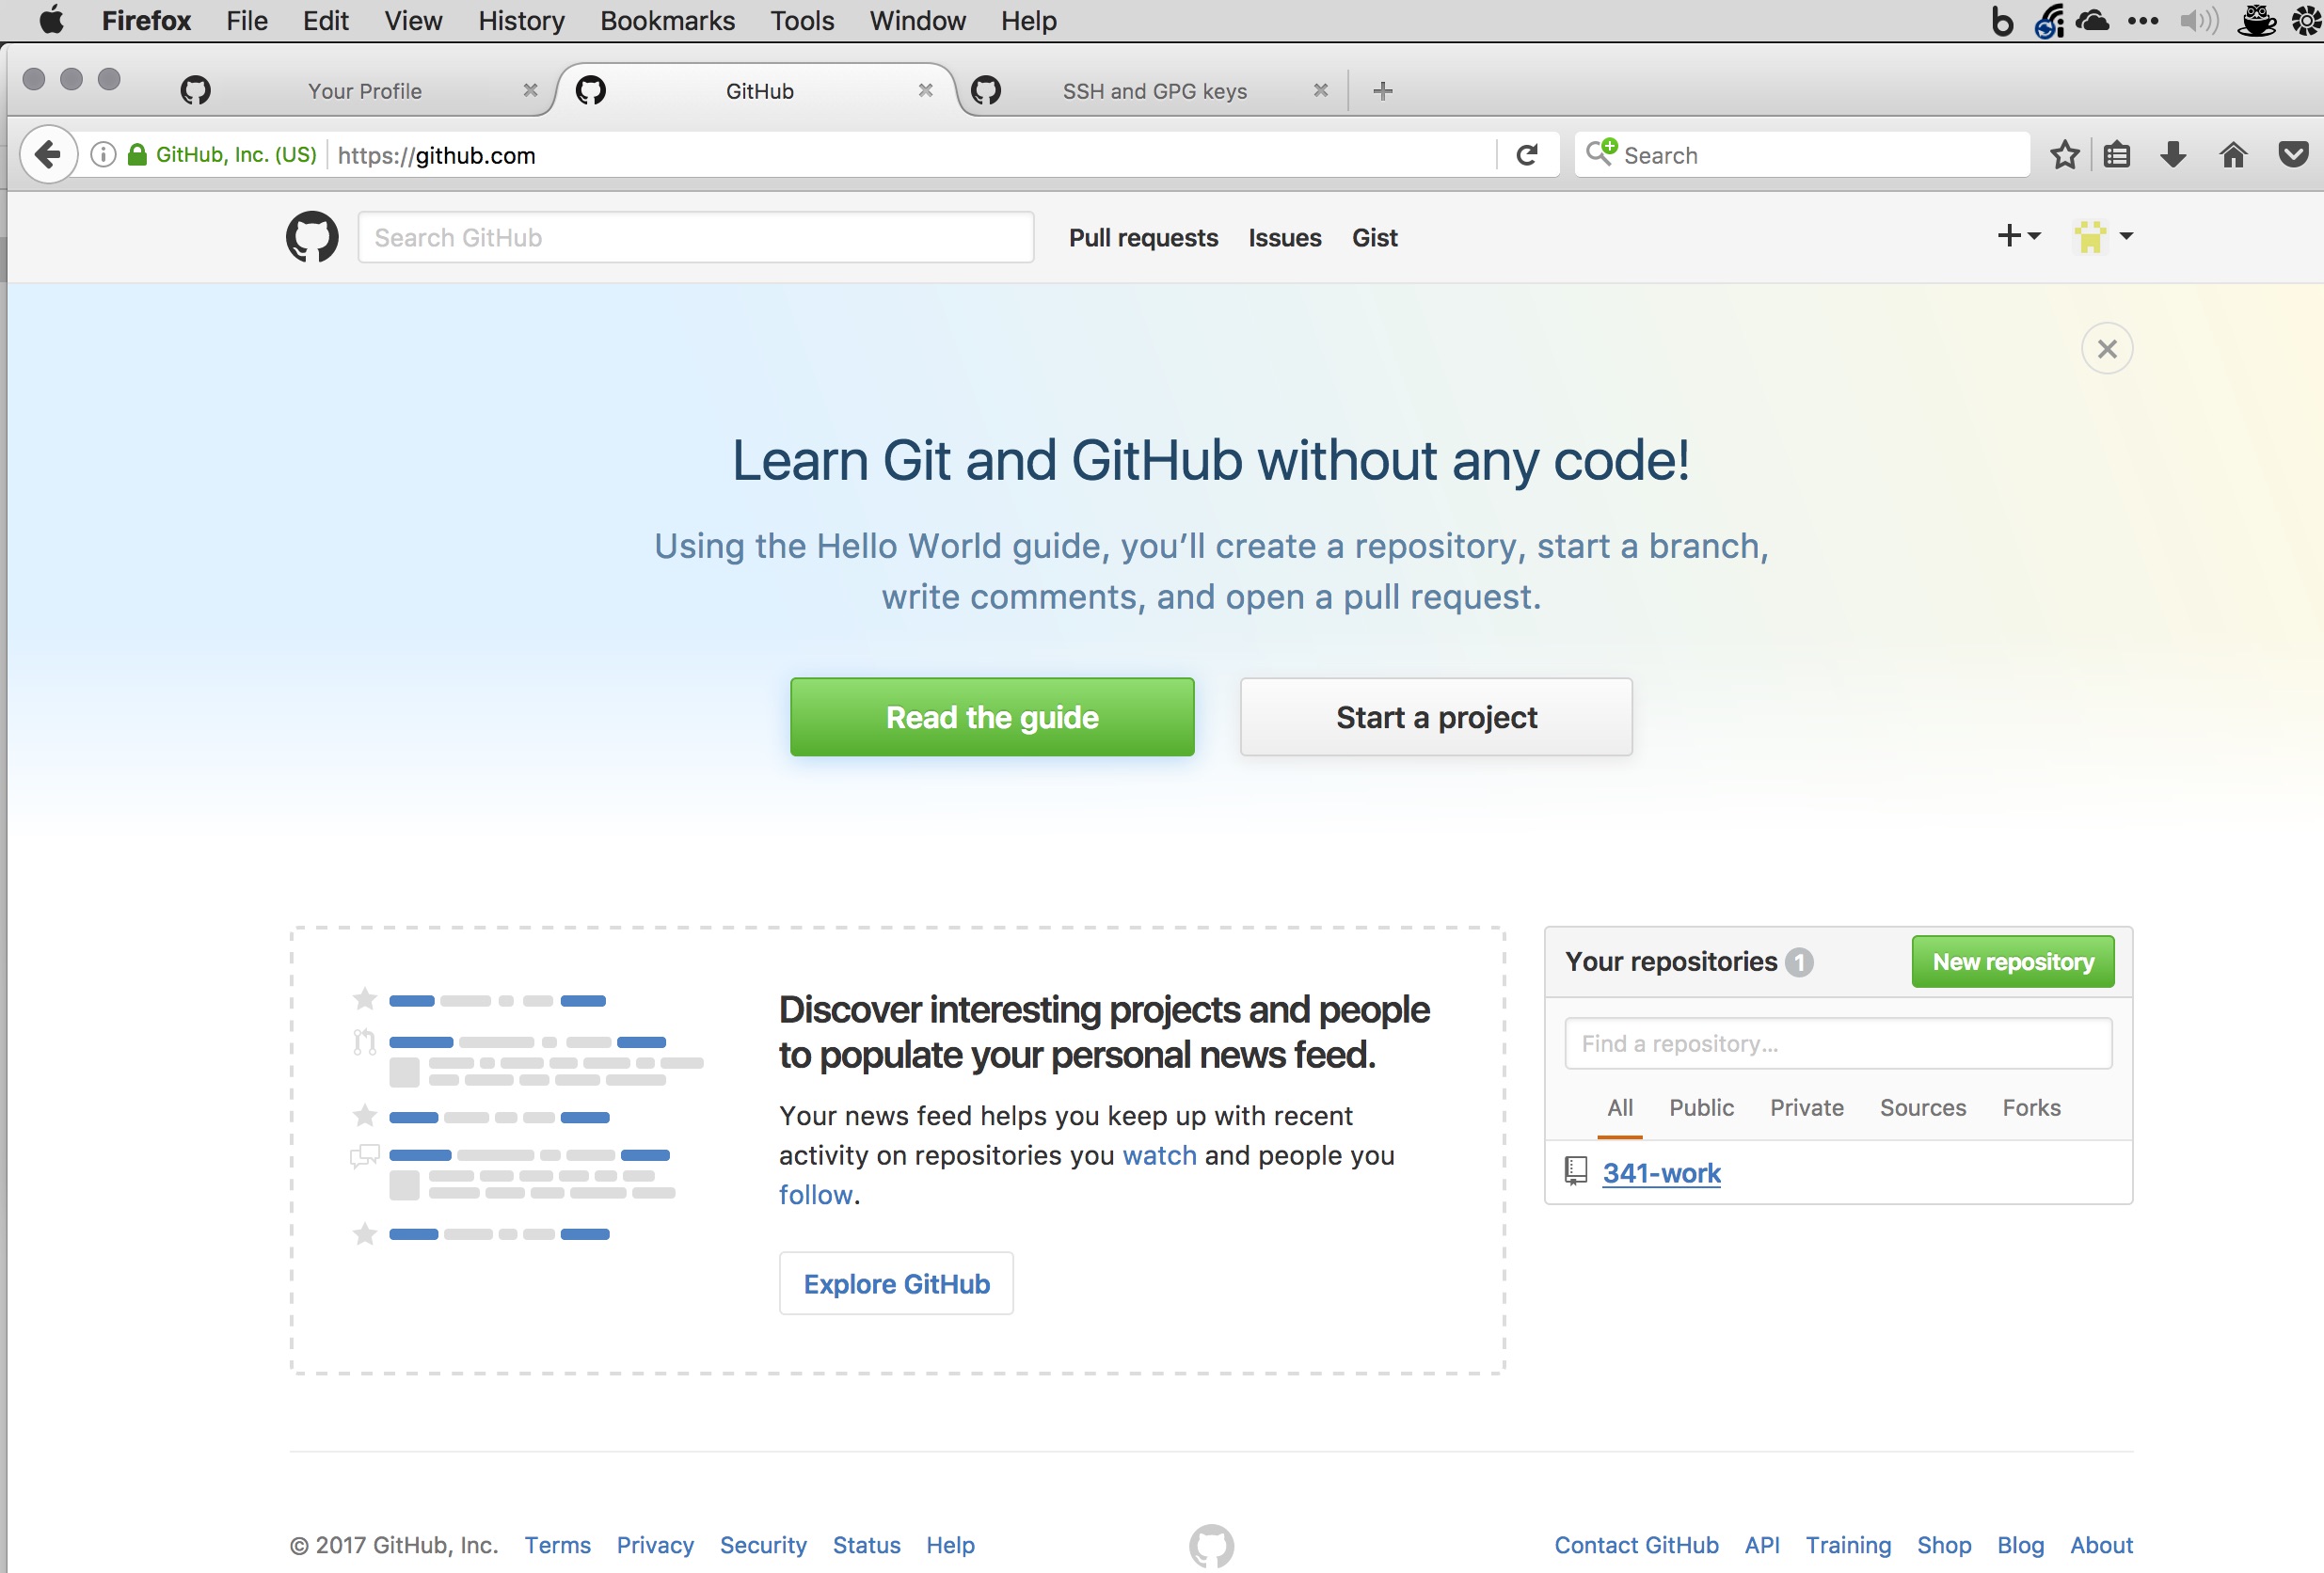 Firefox File Edit View History Bookmarks Tools Window Help
Your Profile GitHub SSH and GPG keys
GitHub, Inc. (US) https://github.com Search
Search GitHub Pull requests Issues Gist
Learn Git and GitHub without any code!
Using the Hello World guide, you’ll create a repository, start a branch,
write comments, and open a pull request.
Read the guide Start a project
Discover interesting projects and people
to populate your personal news feed.
Your news feed helps you keep up with recent
activity on repositories you watch and people you
follow.
Explore GitHub
Your repositories 1 New repository
Find a repository...
All Public Private Sources Forks
341-work
© 2017 GitHub, Inc. Terms Privacy Security Status Help Contact GitHub API Training Shop Blog About